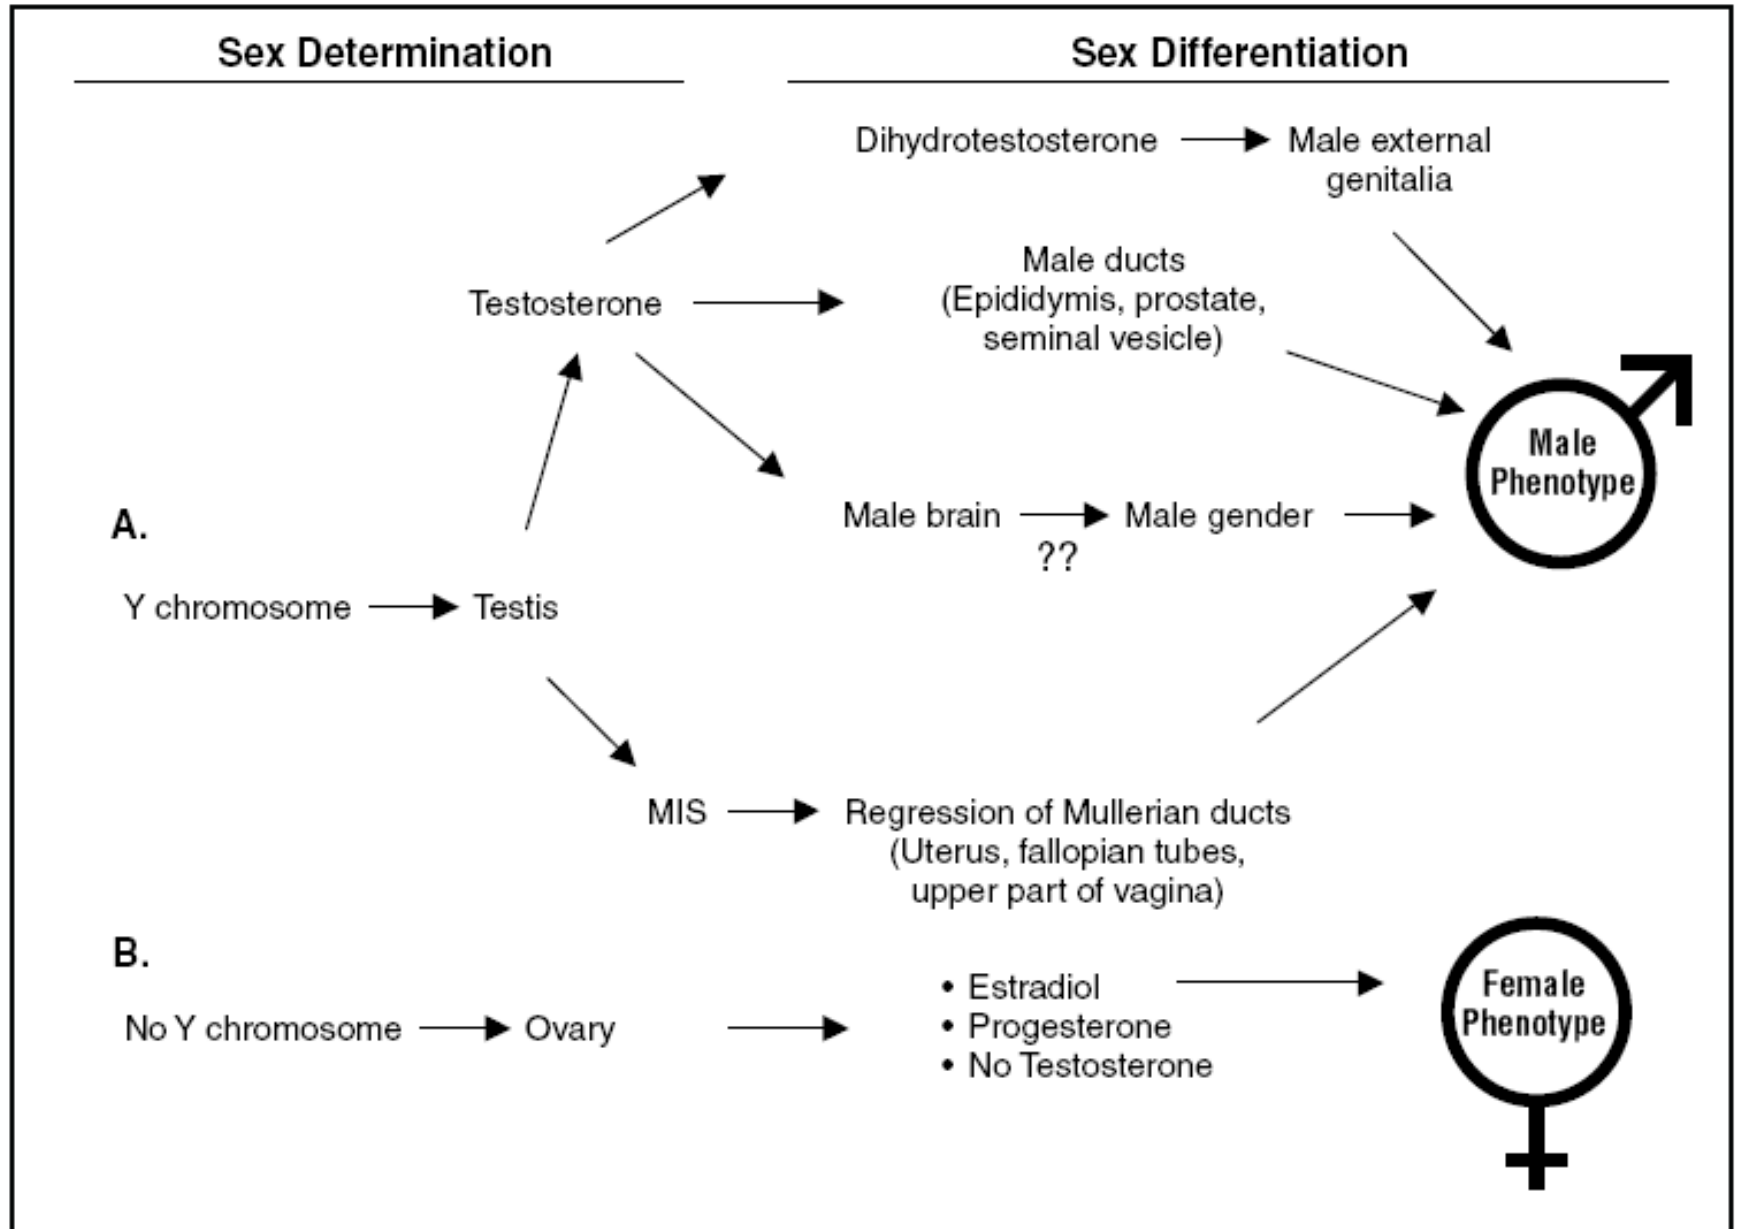 Sex Determination
Sex Differentiation
Dihydrotestosterone
Male external
genitalia
Testosterone
Male ducts
(Epididymis, prostate,
seminal vesicle)
Male
Phenotype
A.
Male brain
Male gender
??
Y chromosome
Testis
MIS
Regression of Mullerian ducts
(Uterus, fallopian tubes,
upper part of vagina)
B.
No Y chromosome
Ovary
• Estradiol
• Progesterone
• No Testosterone
Female
Phenotype